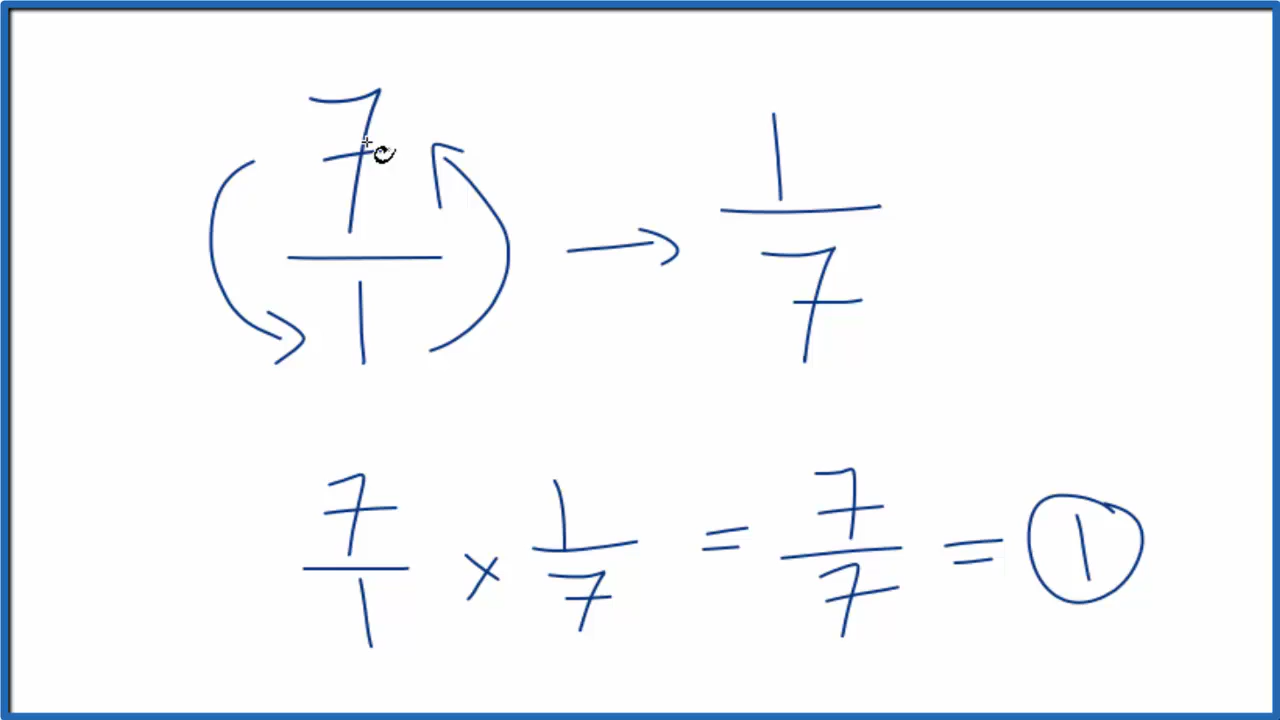 7/1 → 1/7
7/1 × 1/7 = 7/7 = 1